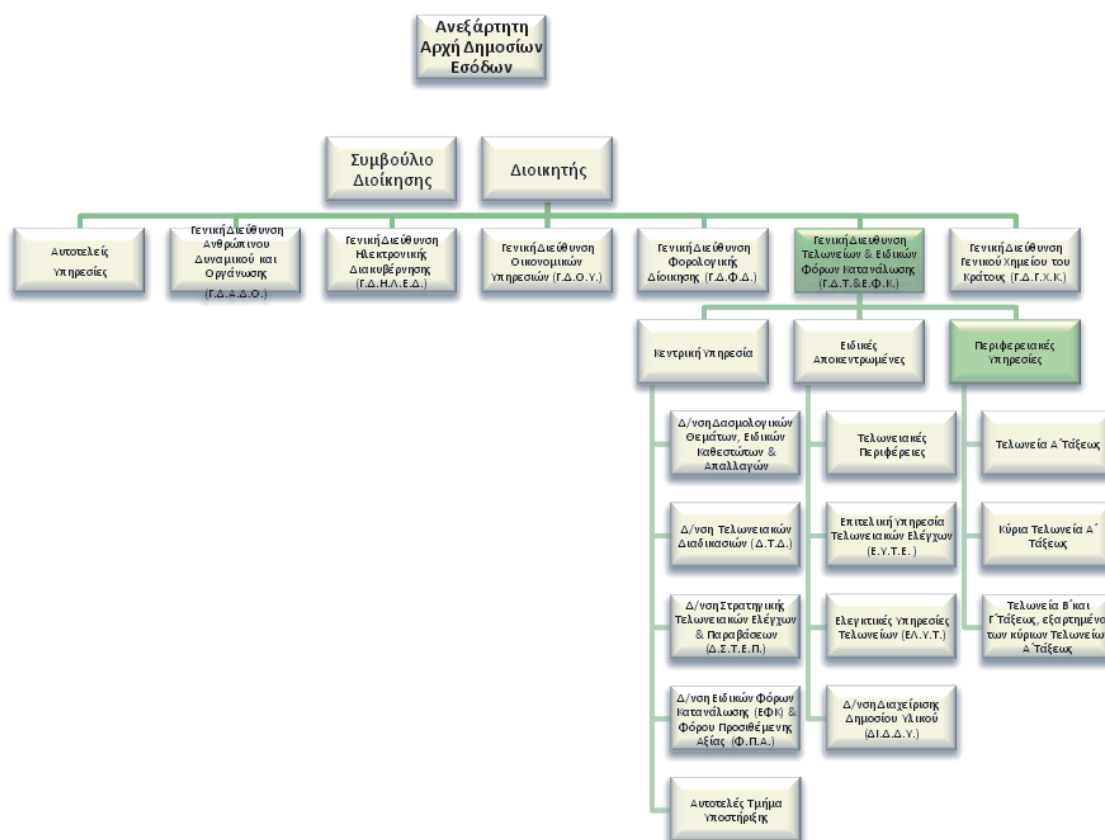 Ανεξάρτητη
Αρχή Δημοσίων
Εσόδων
Συμβούλιο
Διοίκησης
Διοικητής
Αυτοτελείς
Υπηρεσίες
Γενική Διεύθυνση
Ανθρώπινου
Δυναμικού και
Οργάνωσης
(Γ.Δ.Α.Δ.Ο.)
Γενική Διεύθυνση
Ηλεκτρονικής
Διακυβέρνησης
(Γ.Δ.Η.Λ.Ε.Δ.)
Γενική Διεύθυνση
Οικονομικών
Υπηρεσιών (Γ.Δ.Ο.Υ.)
Γενική Διεύθυνση
Φορολογικής
Δίοικησης (Γ.Δ.Φ.Δ.)
Γενική Διευθυνση
Τελωνείων & Ειδικών
Φόρων Κατανάλωσης
(Γ.Δ.Τ.&Ε.Φ.Κ.)
Γενική Διεύθυνση
Γενικού Χημείου του
Κράτους (Γ.Δ.Γ.Χ.Κ.)
Κεντρική Υπηρεσία
Ειδικές
Αποκεντρωμένες
Περιφερειακές
Υπηρεσίες
Δ/νση Δασμολογικών
Θεμάτων, Ειδικών
Καθεστώτων &
Απαλλαγών
Δ/νση Τελωνειακών
Διαδικασιών (Δ.Τ.Δ.)
Δ/νση Στρατηγικής
Τελωνειακών Ελέγχων
& Παραβάσεων
(Δ.Σ.Τ.Ε.Π.)
Δ/νση Ειδικών Φόρων
Κατανάλωσης (ΕΦΚ) &
Φόρου Προσιθέμενης
Αξίας (Φ.Π.Α.)
Αυτοτελές Τμήμα
Υποστήριξης
Τελωνειακές
Περιφέρειες
Επιτελική Υπηρεσία
Τελωνειακών Ελέγχων
(Ε.Υ.Τ.Ε. )
Ελεγκτικές Υπηρεσίες
Τελωνείων (ΕΛ.Υ.Τ.)
Δ/νση Διαχείρισης
Δημοσίου Υλικού
(ΔΙ.Δ.Δ.Υ.)
Τελωνεία Α΄Τάξεως
Κύρια Τελωνεία Α΄
Τάξεως
Τελωνεία Β΄και
Γ΄Τάξεως, εξαρτημένα
των κύριων Τελωνείων
Α΄Τάξεως